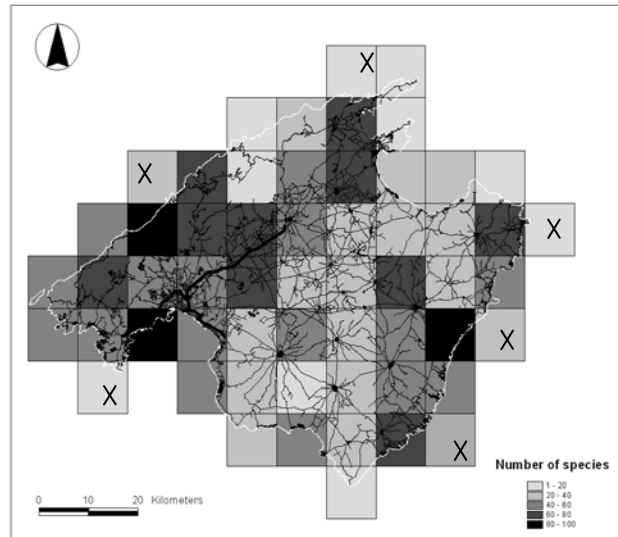 X
X
X
X
X
X
Number of species
1 - 20
20 - 40
40 - 60
60 - 80
80 - 100
0 10 20 Kilometers